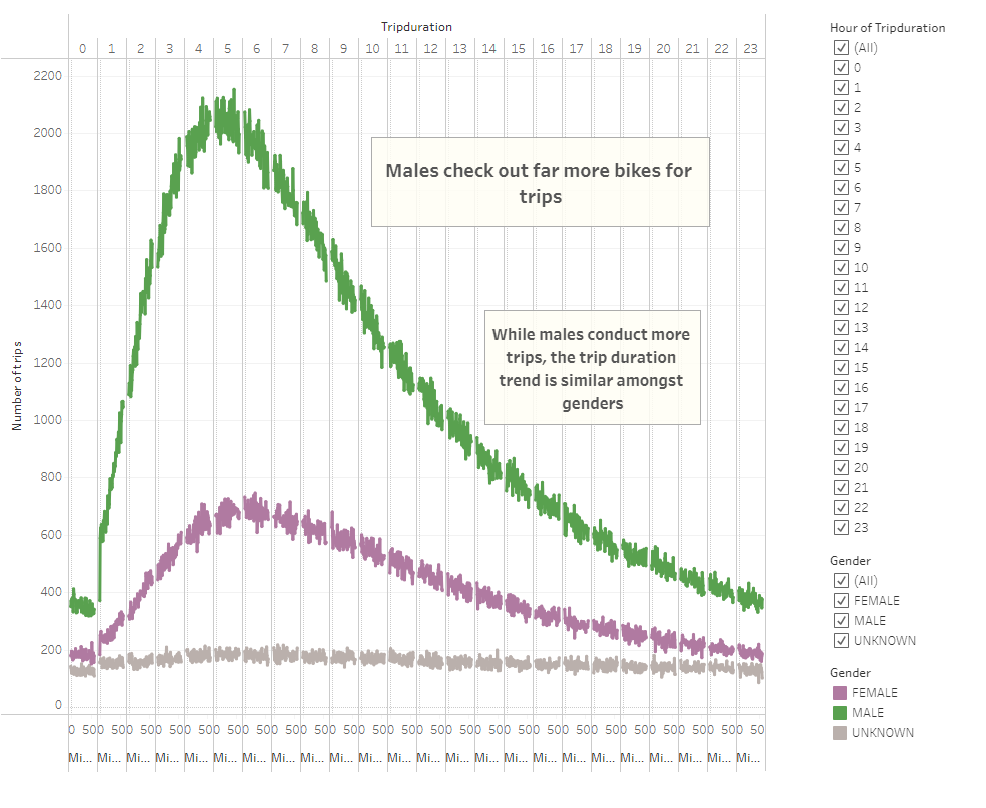 Tripduration
0 1 2 3 4 5 6 7 8 9 10 11 12 13 14 15 16 17 18 19 20 21 22 23
2200
2000
1800
1600
1400
1200
1000
800
600
400
200
0
Number of trips
Males check out far more bikes for
trips
While males conduct more
trips, the trip duration
trend is similar amongst
genders
0 500 500 500 500 500 500 500 500 500 500 500 500 500 500 500 500 500 500 500 500 500 500 500 50
Mi... Mi... Mi... Mi... Mi... Mi... Mi... Mi... Mi... Mi... Mi... Mi... Mi... Mi... Mi... Mi... Mi... Mi... Mi... Mi... Mi... Mi... Mi... Mi...
Hour of Tripduration
(All)
0
1
2
3
4
5
6
7
8
9
10
11
12
13
14
15
16
17
18
19
20
21
22
23
Gender
(All)
FEMALE
MALE
UNKNOWN
Gender
FEMALE
MALE
UNKNOWN